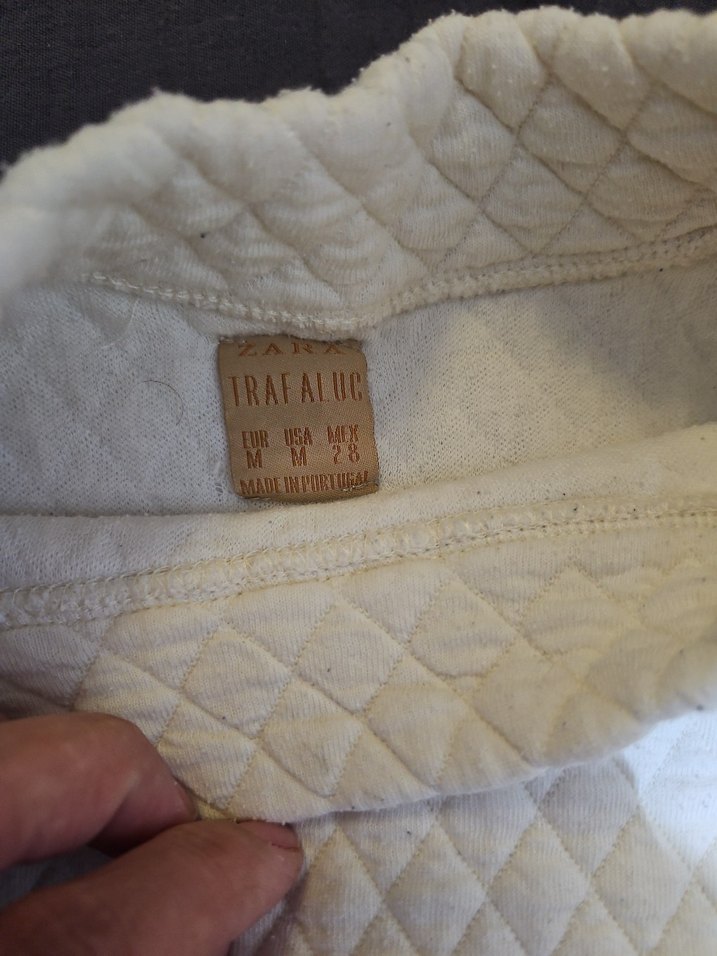 ZARA
TRAFALUC
EUR USA MEX
M M 28
MADE IN PORTUGAL